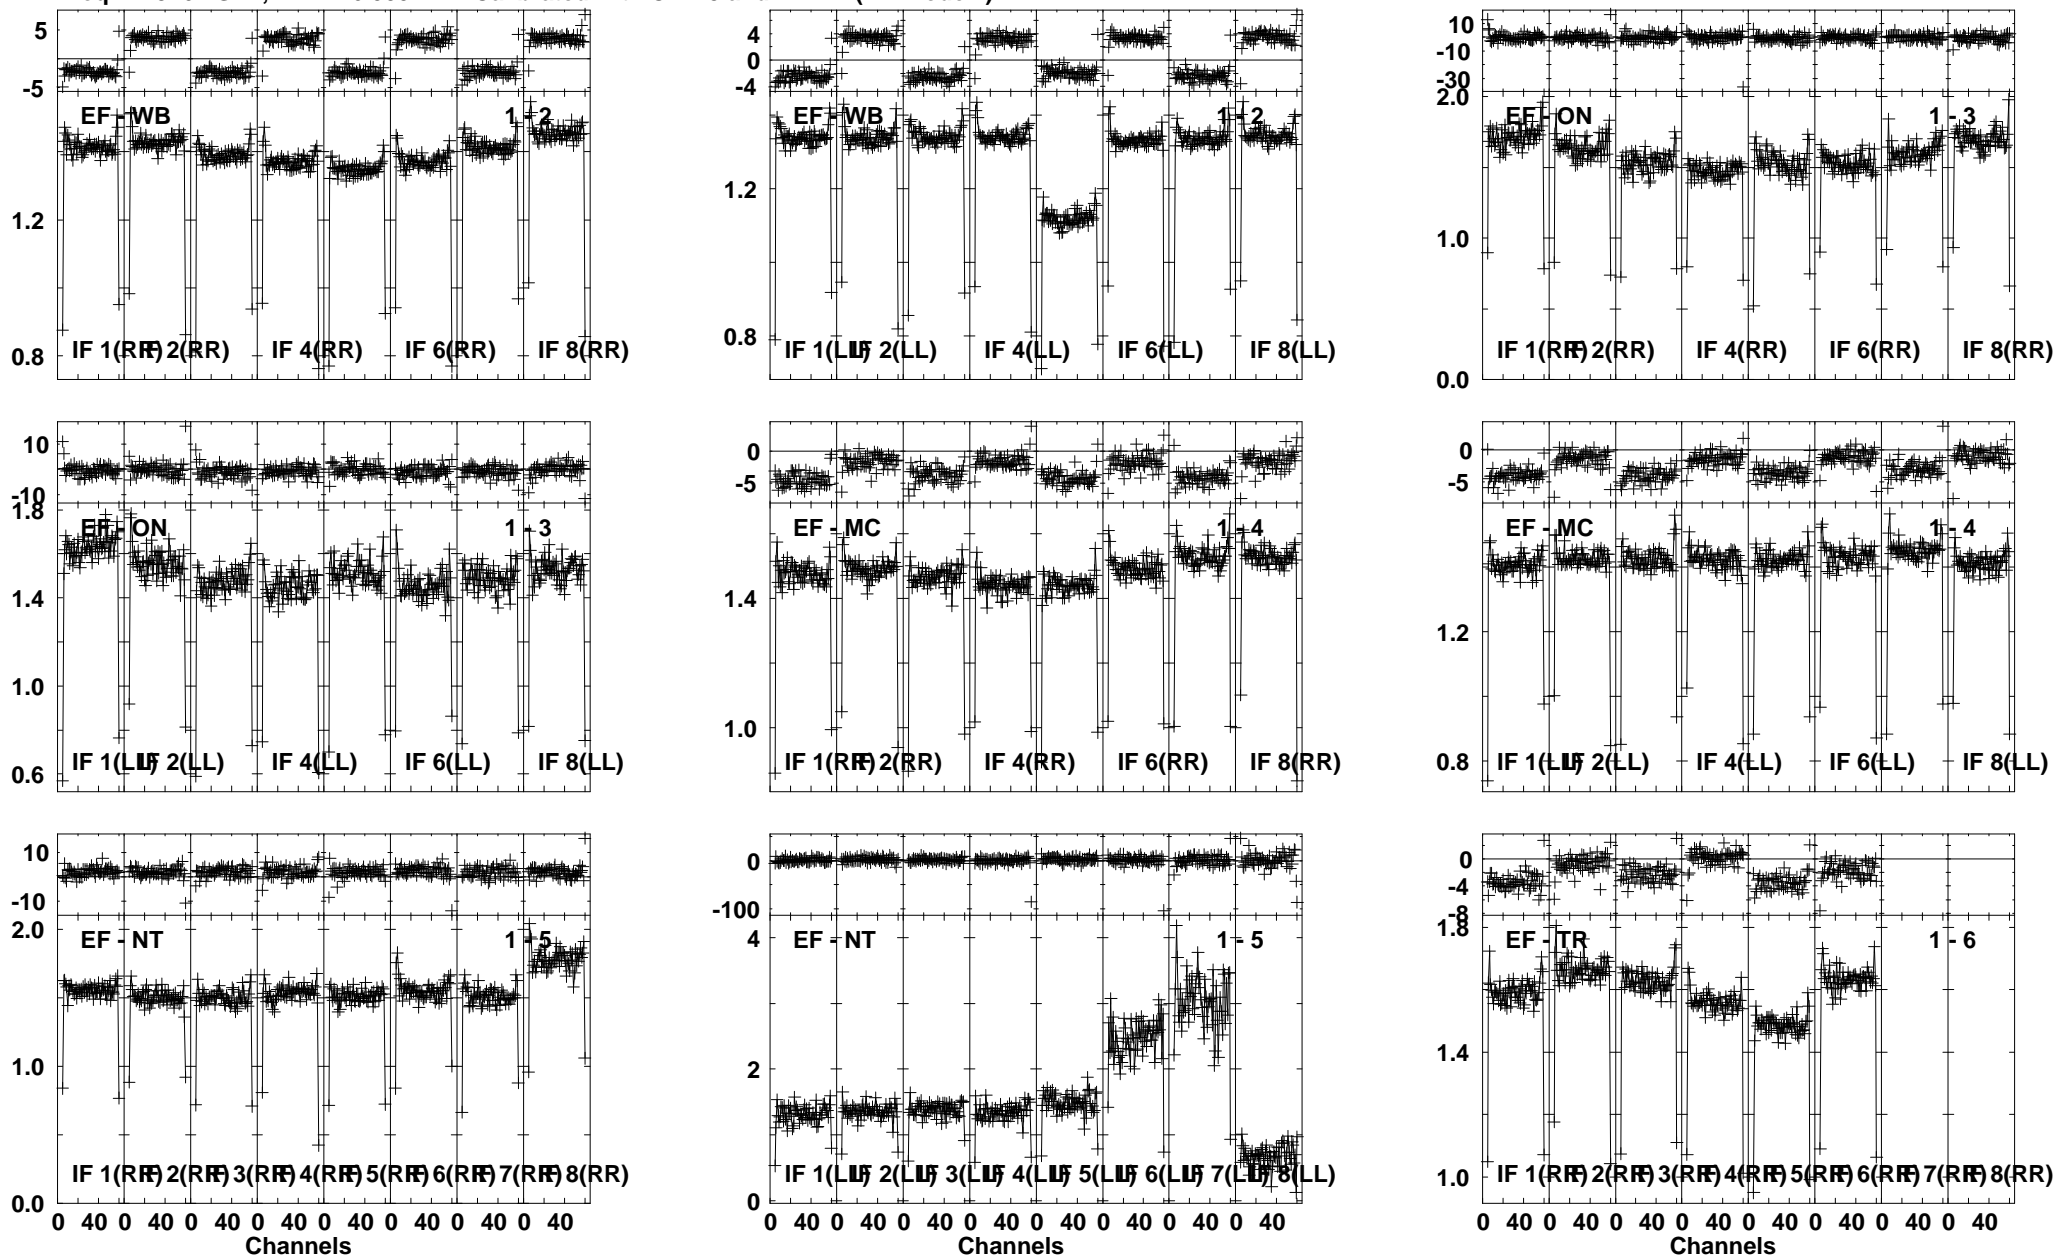 5
-5
EF - WB 1 - 2
1.2
0.8
IF 1(RR) IF 2(RR) IF 4(RR) IF 6(RR) IF 8(RR)
4
0
-4
EF - WB 1 - 2
1.2
0.8
IF 1(LL) IF 2(LL) IF 4(LL) IF 6(LL) IF 8(LL)
10
-10
-30
2.0
EF - ON 1 - 3
1.0
0.0
IF 1(RR) IF 2(RR) IF 4(RR) IF 6(RR) IF 8(RR)
10
-10
1.8
EF - ON 1 - 3
1.4
1.0
0.6
IF 1(LL) IF 2(LL) IF 4(LL) IF 6(LL) IF 8(LL)
0
-5
EF - MC 1 - 4
1.4
1.0
IF 1(RR) IF 2(RR) IF 4(RR) IF 6(RR) IF 8(RR)
0
-5
EF - MC 1 - 4
1.2
0.8
IF 1(LL) IF 2(LL) IF 4(LL) IF 6(LL) IF 8(LL)
10
-10
2.0
EF - NT 1 - 5
1.0
0.0
IF 1(RR) IF 2(RR) IF 3(RR) IF 4(RR) IF 5(RR) IF 6(RR) IF 7(RR) IF 8(RR)
0 40 0 40 0 40 0 40 0 40 0 40 0 40 0 40
Channels
0
-100
4
EF - NT 1 - 5
2
0
IF 1(LL) IF 2(LL) IF 3(LL) IF 4(LL) IF 5(LL) IF 6(LL) IF 7(LL) IF 8(LL)
0 40 0 40 0 40 0 40 0 40 0 40 0 40 0 40
Channels
0
-4
-8
1.8
EF - TR 1 - 6
1.4
1.0
IF 1(RR) IF 2(RR) IF 3(RR) IF 4(RR) IF 5(RR) IF 6(RR) IF 7(RR) IF 8(RR)
0 40 0 40 0 40 0 40 0 40 0 40 0 40 0 40
Channels